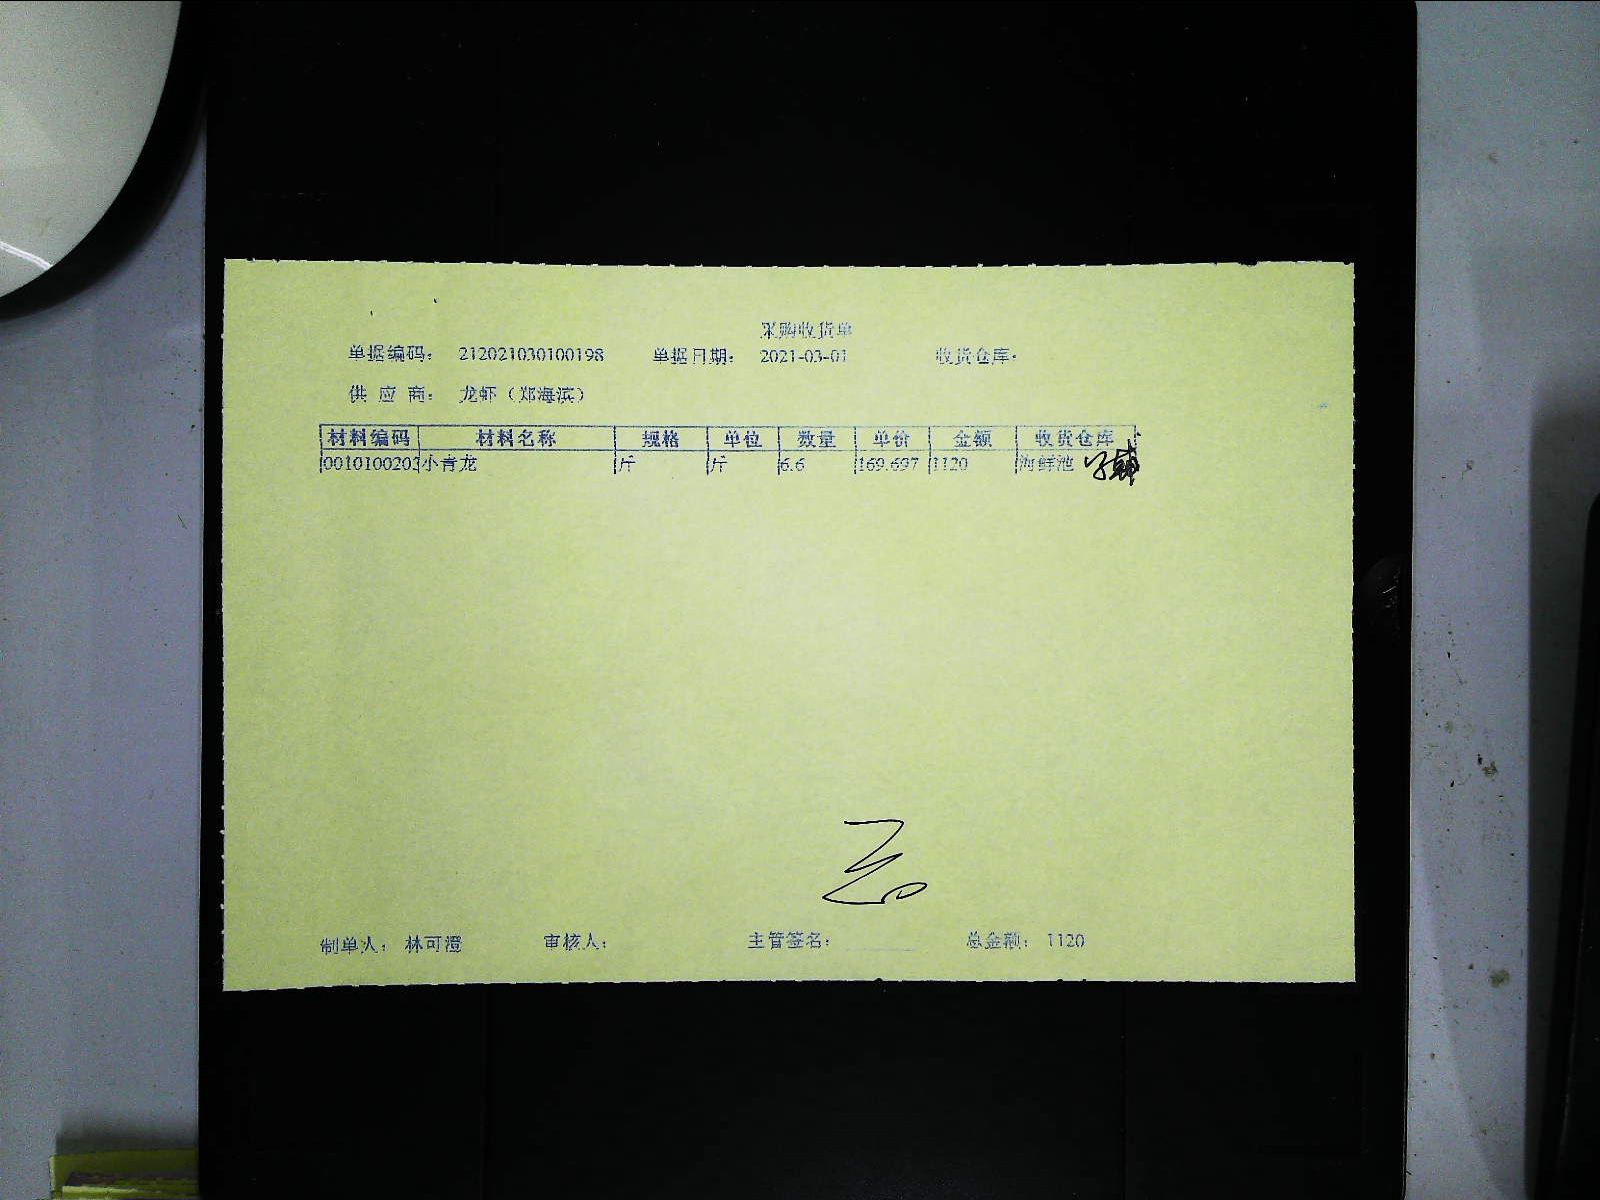 采购收货单
单据编码： 212021030100198 单据日期： 2021-03-01 收货仓库：
供 应 商： 龙虾（郑海滨）
材料编码 材料名称 规格 单位 数量 单价 金额 收货仓库
0010100203 小青龙 斤 斤 6.6 169.697 1120 海鲜池
制单人： 林可澄 审核人： 主管签名： 总金额： 1120